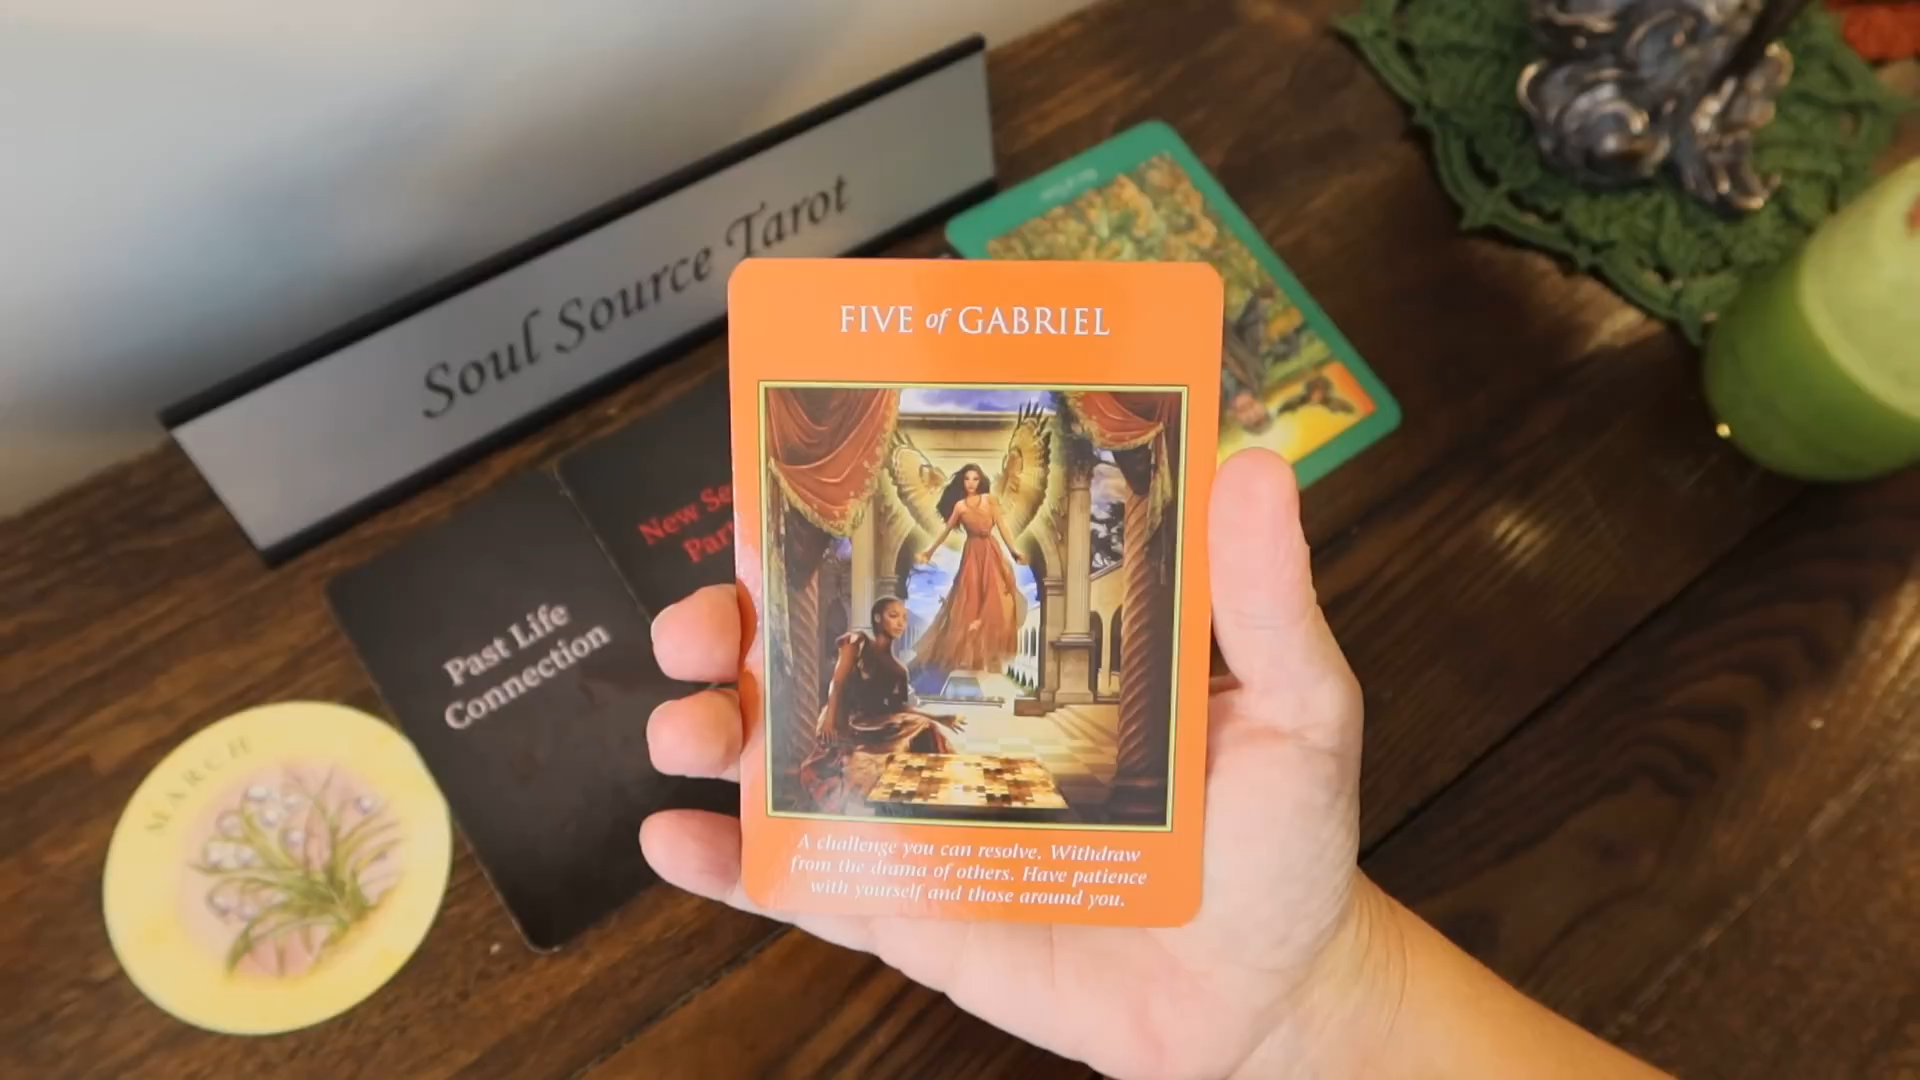 Soul Source Tarot
FIVE of GABRIEL
New
Past Life
Connection
MARCH
A challenge you can resolve. Withdraw
from the drama of others. Have patience
with yourself and those around you.